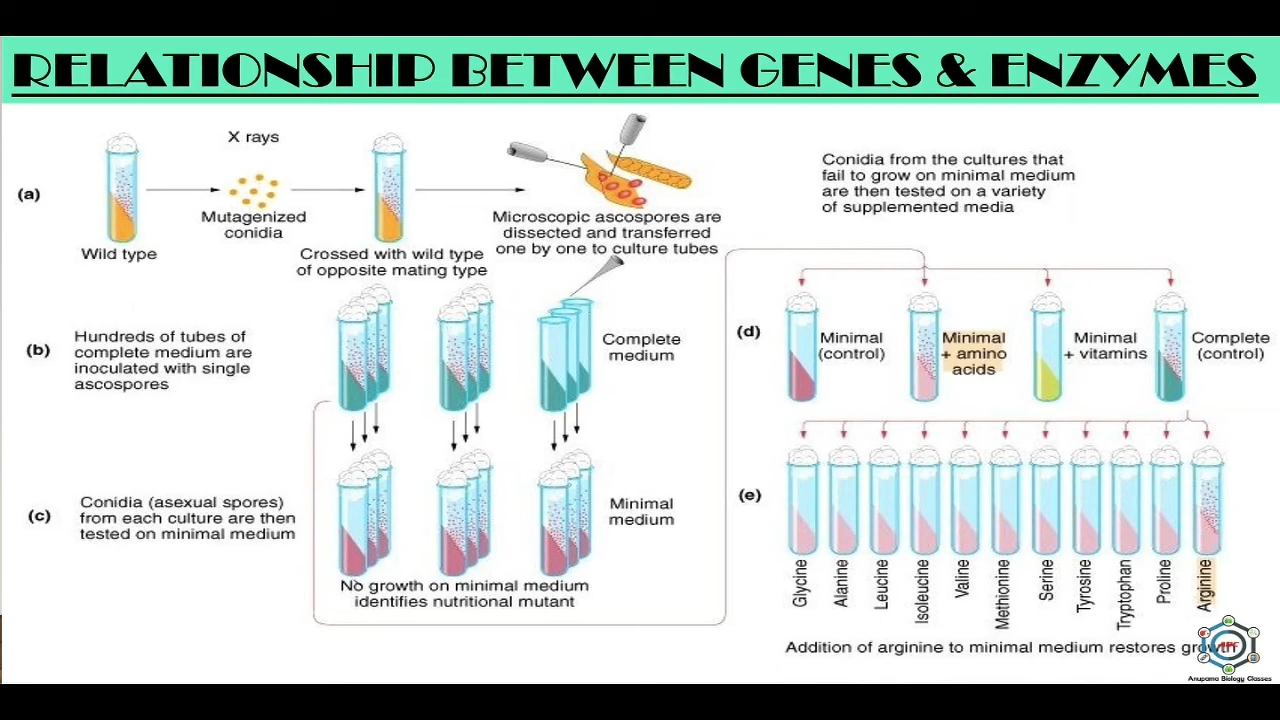 RELATIONSHIP BETWEEN GENES & ENZYMES
(a)
Wild type
X rays
Mutagenized
conidia
Crossed with wild type
of opposite mating type
Microscopic ascospores are
dissected and transferred
one by one to culture tubes
Conidia from the cultures that
fail to grow on minimal medium
are then tested on a variety
of supplemented media
(b)
Hundreds of tubes of
complete medium are
inoculated with single
ascospores
Complete
medium
(c)
Conidia (asexual spores)
from each culture are then
tested on minimal medium
Minimal
medium
No growth on minimal medium
identifies nutritional mutant
(d)
Minimal
(control)
Minimal
+ amino
acids
Minimal
+ vitamins
Complete
(control)
(e)
Glycine
Alanine
Leucine
Isoleucine
Valine
Methionine
Serine
Tyrosine
Tryptophan
Proline
Arginine
Addition of arginine to minimal medium restores growth
ABC
Anupama Biology Classes